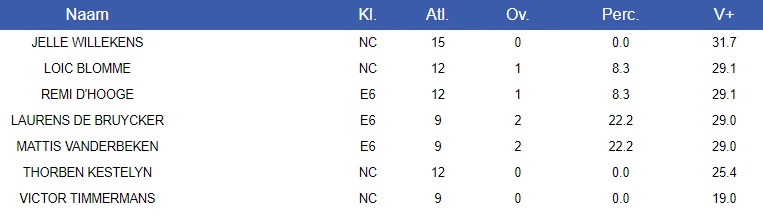 Naam Kl. Atl. Ov. Perc. V+
JELLE WILLEKENS NC 15 0 0.0 31.7
LOIC BLOMME NC 12 1 8.3 29.1
REMI D'HOOGE E6 12 1 8.3 29.1
LAURENS DE BRUYCKER E6 9 2 22.2 29.0
MATTIS VANDERBEKEN E6 9 2 22.2 29.0
THORBEN KESTELYN NC 12 0 0.0 25.4
VICTOR TIMMERMANS NC 9 0 0.0 19.0